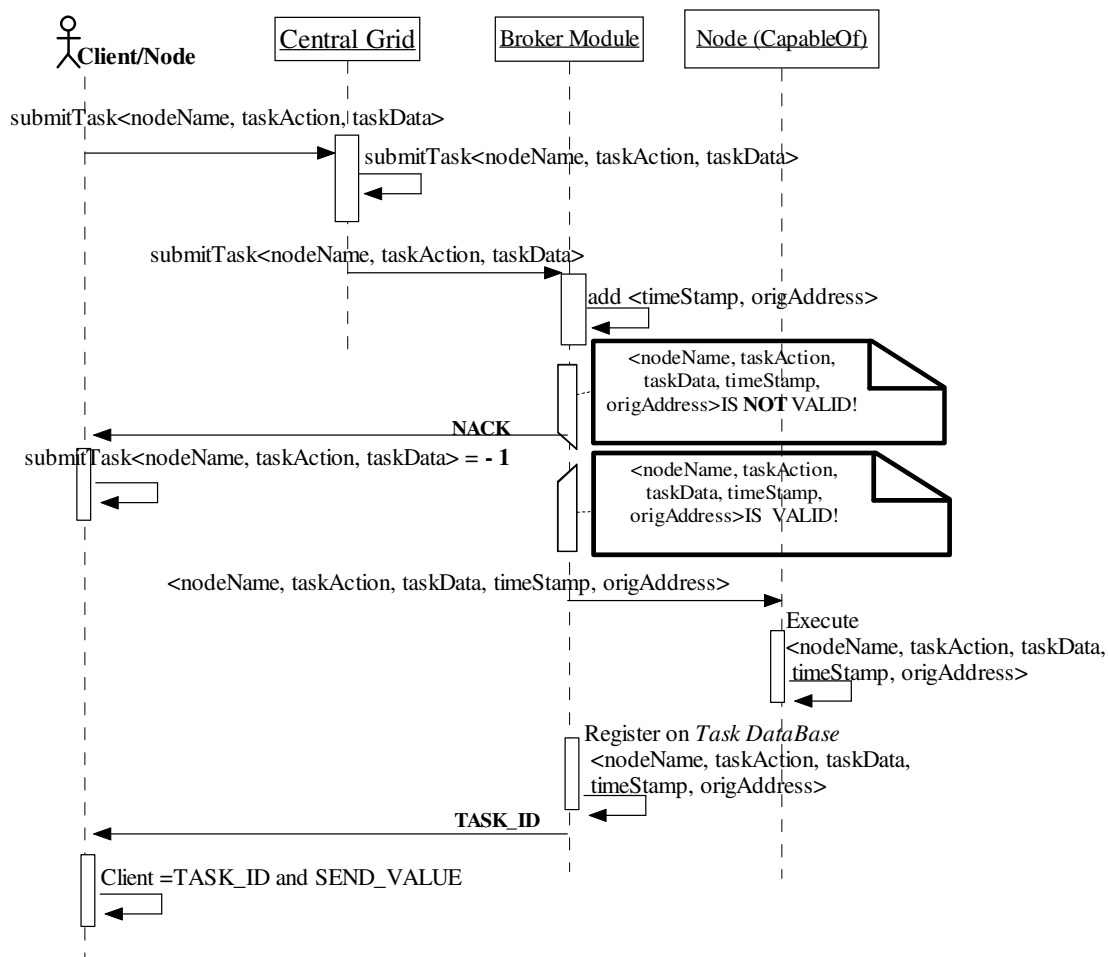 Client/Node
Central Grid
Broker Module
Node (CapableOf)
submitTask<nodeName, taskAction, taskData>
submitTask<nodeName, taskAction, taskData>
submitTask<nodeName, taskAction, taskData>
add <timeStamp, origAddress>
<nodeName, taskAction,
taskData, timeStamp,
origAddress>IS NOT VALID!
NACK
submitTask<nodeName, taskAction, taskData> = - 1
<nodeName, taskAction,
taskData, timeStamp,
origAddress>IS VALID!
<nodeName, taskAction, taskData, timeStamp, origAddress>
Execute
<nodeName, taskAction, taskData,
timeStamp, origAddress>
Register on Task DataBase
<nodeName, taskAction, taskData,
timeStamp, origAddress>
TASK_ID
Client =TASK_ID and SEND_VALUE